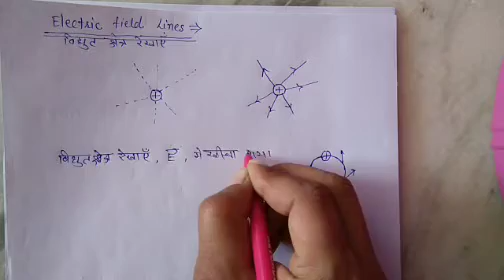 Electric field lines ⇒
विधुत क्षेत्र रेखाएँ
विधुत क्षेत्र रेखाएँ, E,